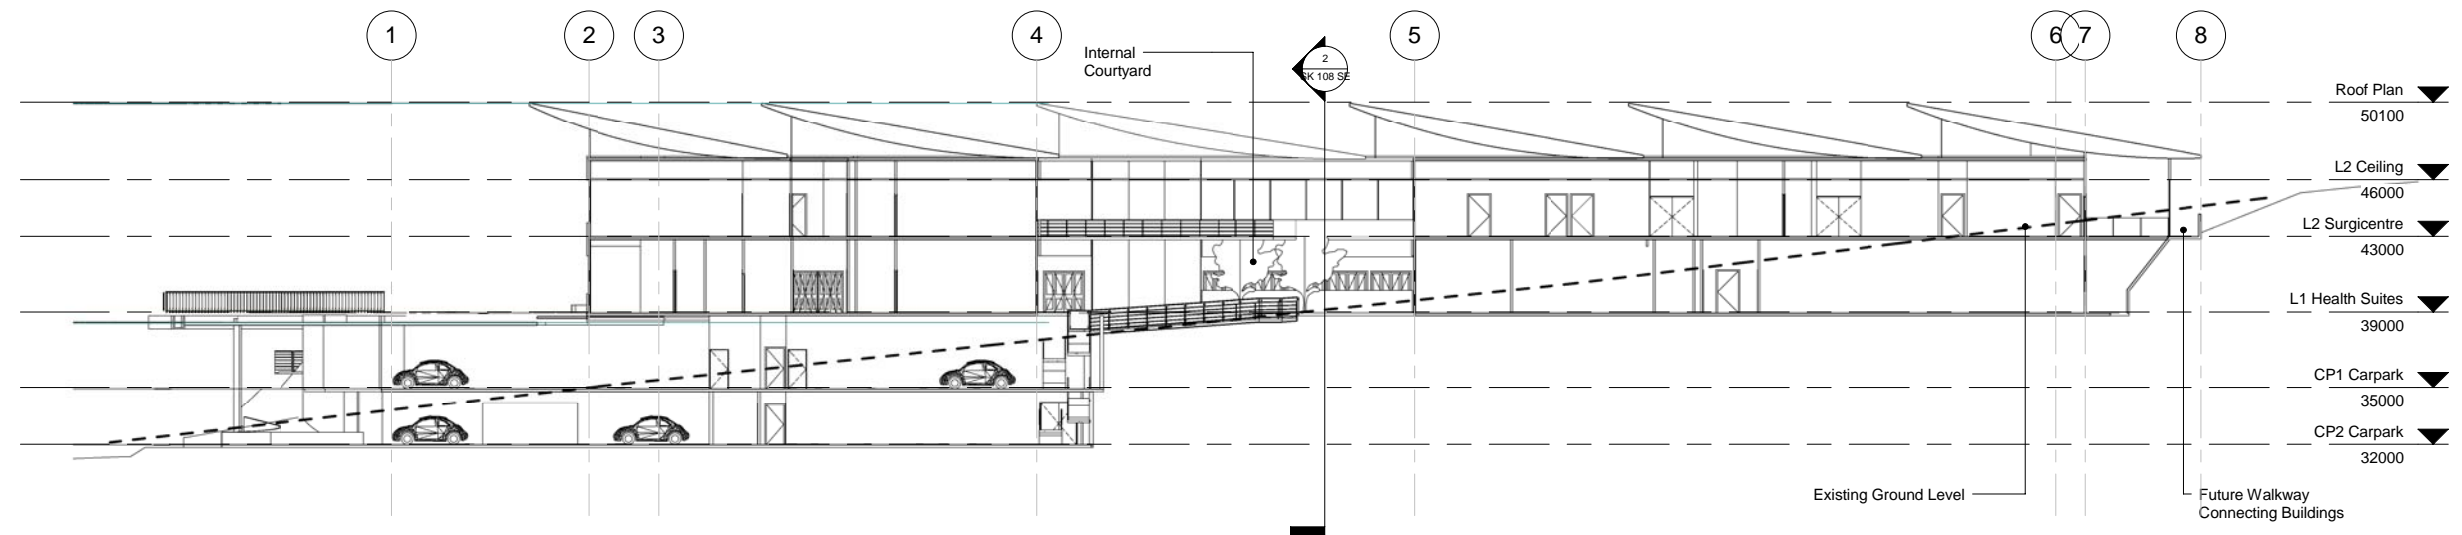 1
2
3
4
5
6
7
8
Internal
Courtyard
2
SK 108 SE
Roof Plan
50100
L2 Ceiling
46000
L2 Surgicentre
43000
L1 Health Suites
39000
CP1 Carpark
35000
CP2 Carpark
32000
Existing Ground Level
Future Walkway
Connecting Buildings